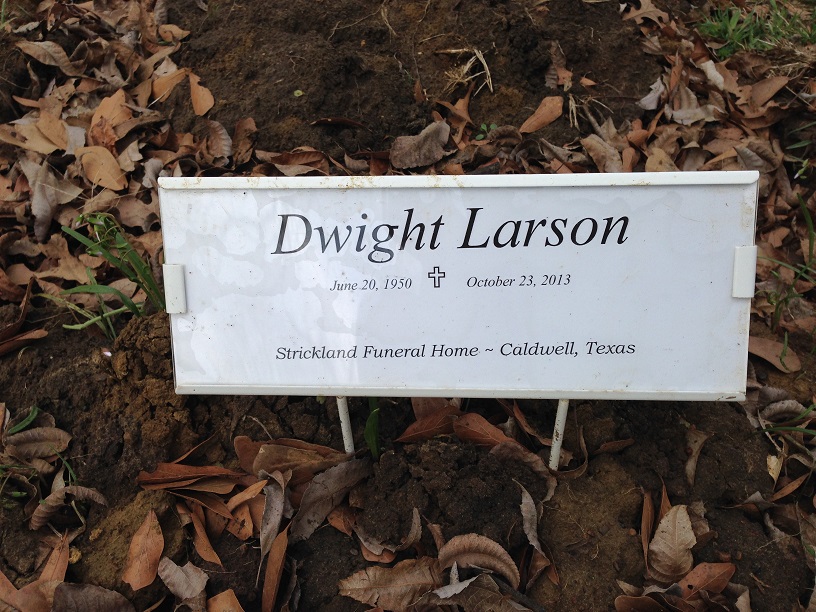 Dwight Larson
June 20, 1950 October 23, 2013
Strickland Funeral Home ~ Caldwell, Texas